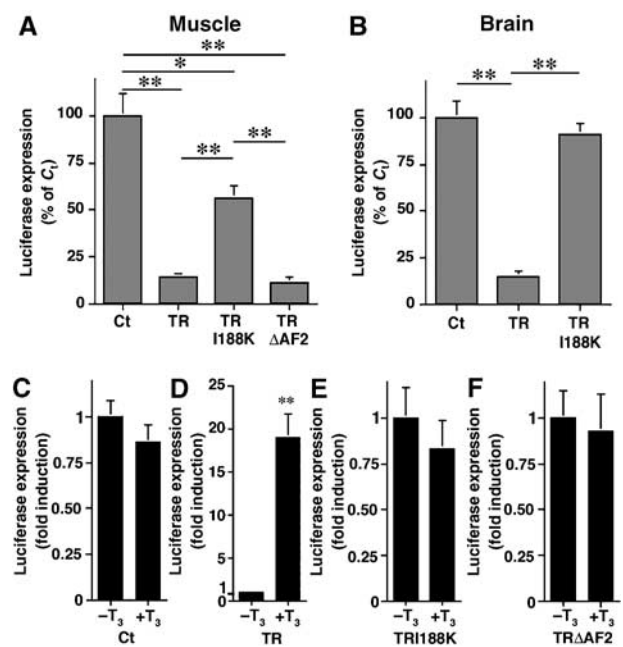 A Muscle
**
*
**
**
**
Luciferase expression
(% of Ct)
100
75
50
25
0
Ct TR TR TR
I188K ΔAF2
B Brain
** **
Luciferase expression
(% of Ct)
100
75
50
25
0
Ct TR TR
I188K
C
Luciferase expression
(fold induction)
1
0.75
0.5
0.25
0
−T3 +T3
Ct
D
Luciferase expression
(fold induction)
25
20
15
10
5
1
0
**
−T3 +T3
TR
E
Luciferase expression
(fold induction)
1
0.75
0.5
0.25
0
−T3 +T3
TRI188K
F
Luciferase expression
(fold induction)
1
0.75
0.5
0.25
0
−T3 +T3
TRΔAF2